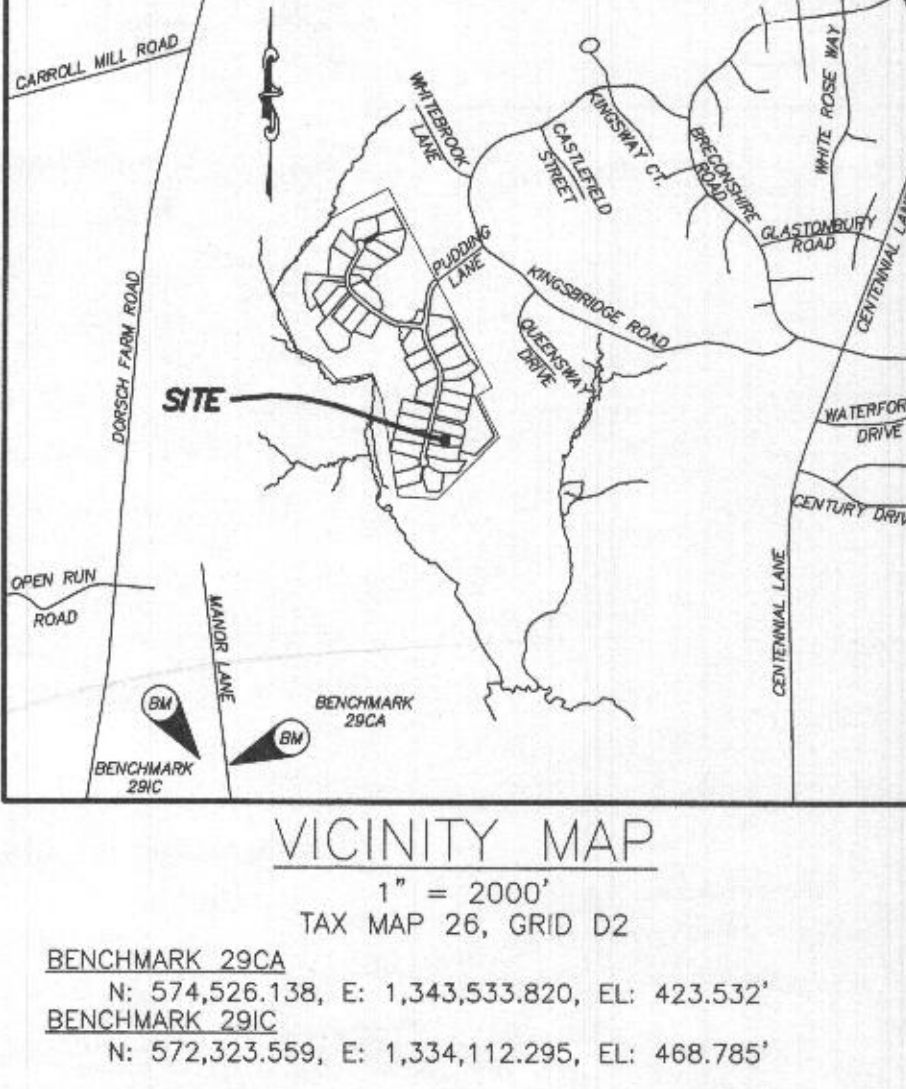 CARROLL MILL ROAD
WHITEBROOK
LANE
KINGSWAY CT.
CASTLEFIELD
STREET
BRECONSHIRE
ROAD
WHITE ROSE WAY
GLASTONBURY
ROAD
CENTENNIAL LAN
PUDDING
LANE
KINGSBRIDGE ROAD
QUEENSWAY
DRIVE
DORSCH FARM ROAD
SITE
WATERFOR
DRIVE
CENTURY DRIV
OPEN RUN
ROAD
MANOR LANE
CENTENNIAL LANE
BM
BENCHMARK
29CA
BM
BENCHMARK
29IC
VICINITY MAP
1" = 2000'
TAX MAP 26, GRID D2
BENCHMARK 29CA
N: 574,526.138, E: 1,343,533.820, EL: 423.532'
BENCHMARK 29IC
N: 572,323.559, E: 1,334,112.295, EL: 468.785'